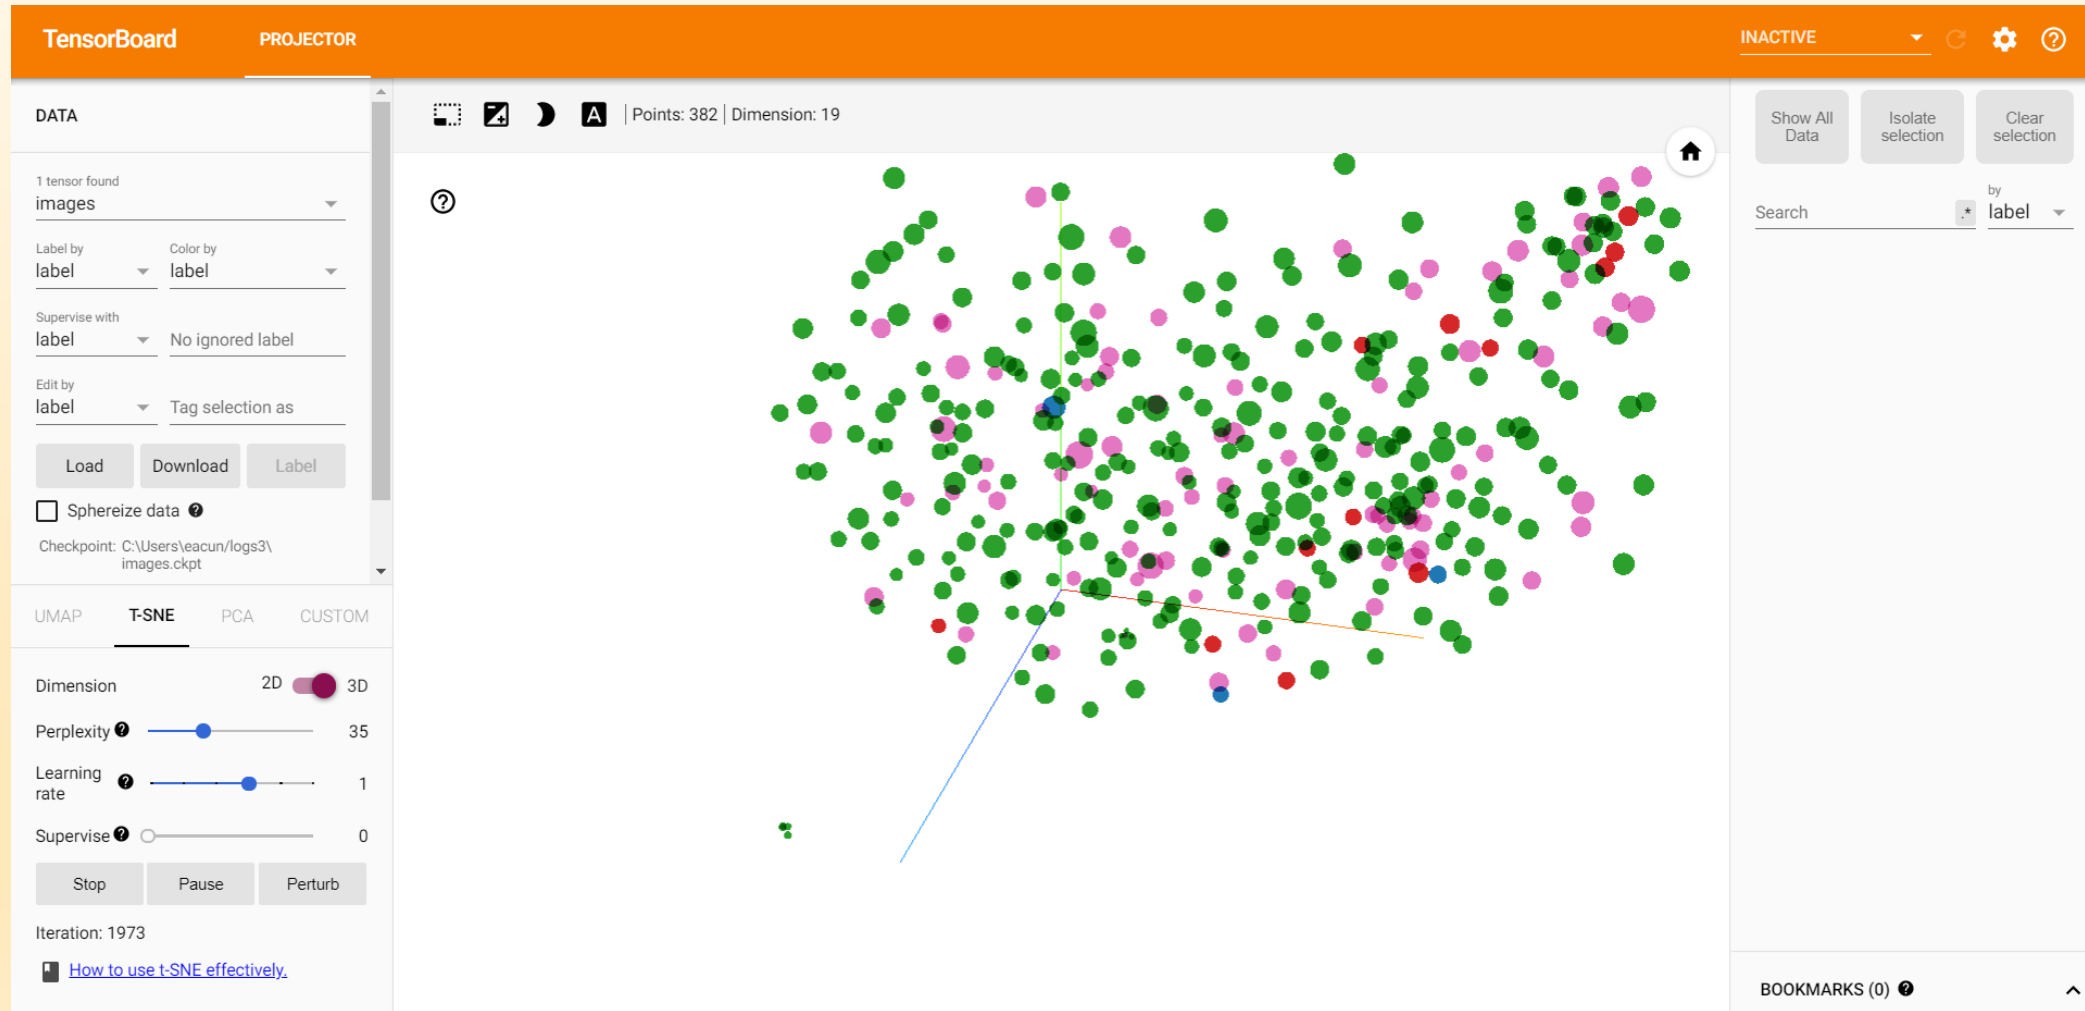 TensorBoard PROJECTOR INACTIVE
DATA
1 tensor found
images
Label by Color by
label label
Supervise with
label No ignored label
Edit by
label Tag selection as
Load Download Label
Sphereize data
Checkpoint: C:\Users\eacun/logs3\
images.ckpt
UMAP T-SNE PCA CUSTOM
Dimension 2D 3D
Perplexity 35
Learning
rate 1
Supervise 0
Stop Pause Perturb
Iteration: 1973
How to use t-SNE effectively.
A Points: 382 Dimension: 19
Show All
Data
Isolate
selection
Clear
selection
Search .* by
label
BOOKMARKS (0)